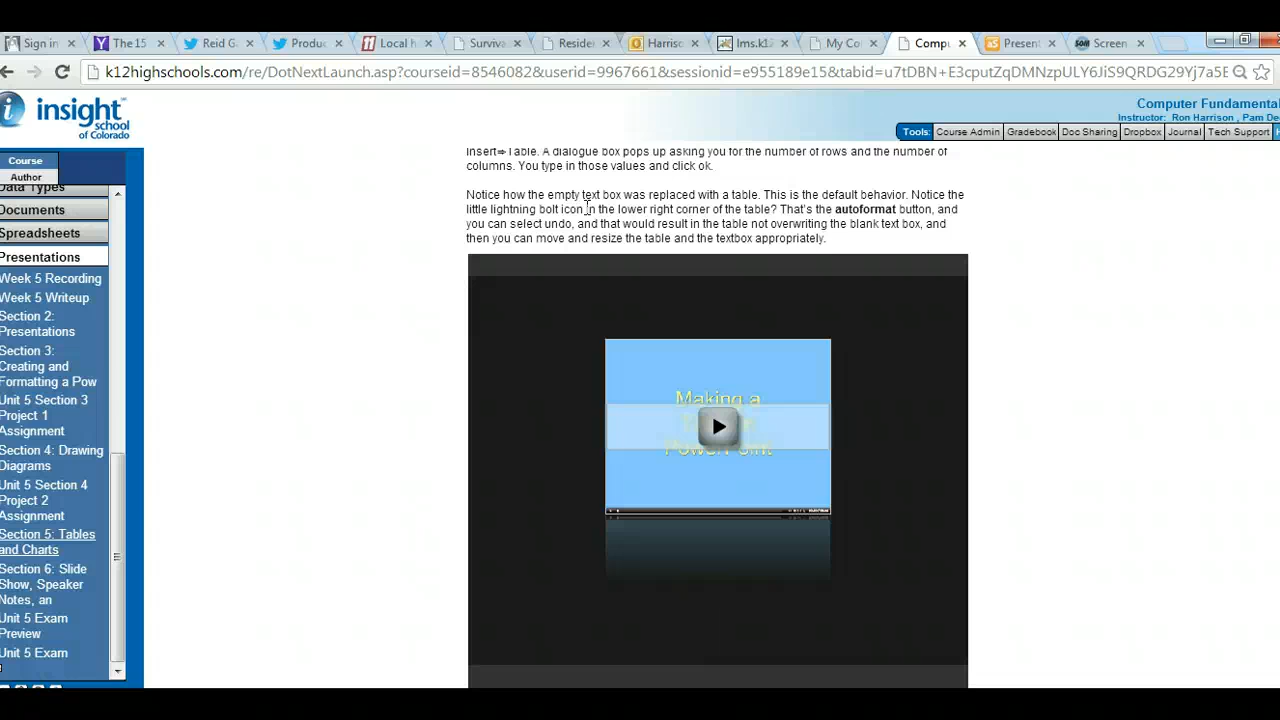 Sign in
The 15
Reid G
Produc
Local h
Surviva
Reside
Harriso
lms.k12
My Co
Compu
Present
Screen
k12highschools.com/re/DotNextLaunch.asp?courseid=8546082&userid=9967661&sessionid=e955189e15&tabid=u7tDBN+E3cputZqDMNzpULY6JiS9QRDG29Yj7a5E
insight
school
of Colorado
Computer Fundamenta
Instructor: Ron Harrison , Pam De
Tools: Course Admin Gradebook Doc Sharing Dropbox Journal Tech Support
Course
Author
Data Types
Documents
Spreadsheets
Presentations
Week 5 Recording
Week 5 Writeup
Section 2:
Presentations
Section 3:
Creating and
Formatting a Pow
Unit 5 Section 3
Project 1
Assignment
Section 4: Drawing
Diagrams
Unit 5 Section 4
Project 2
Assignment
Section 5: Tables
and Charts
Section 6: Slide
Show, Speaker
Notes, an
Unit 5 Exam
Preview
Unit 5 Exam
Insert⇒Table. A dialogue box pops up asking you for the number of rows and the number of
columns. You type in those values and click ok.
Notice how the empty text box was replaced with a table. This is the default behavior. Notice the
little lightning bolt icon in the lower right corner of the table? That's the autoformat button, and
you can select undo, and that would result in the table not overwriting the blank text box, and
then you can move and resize the table and the textbox appropriately.
Making a
PowerPoint